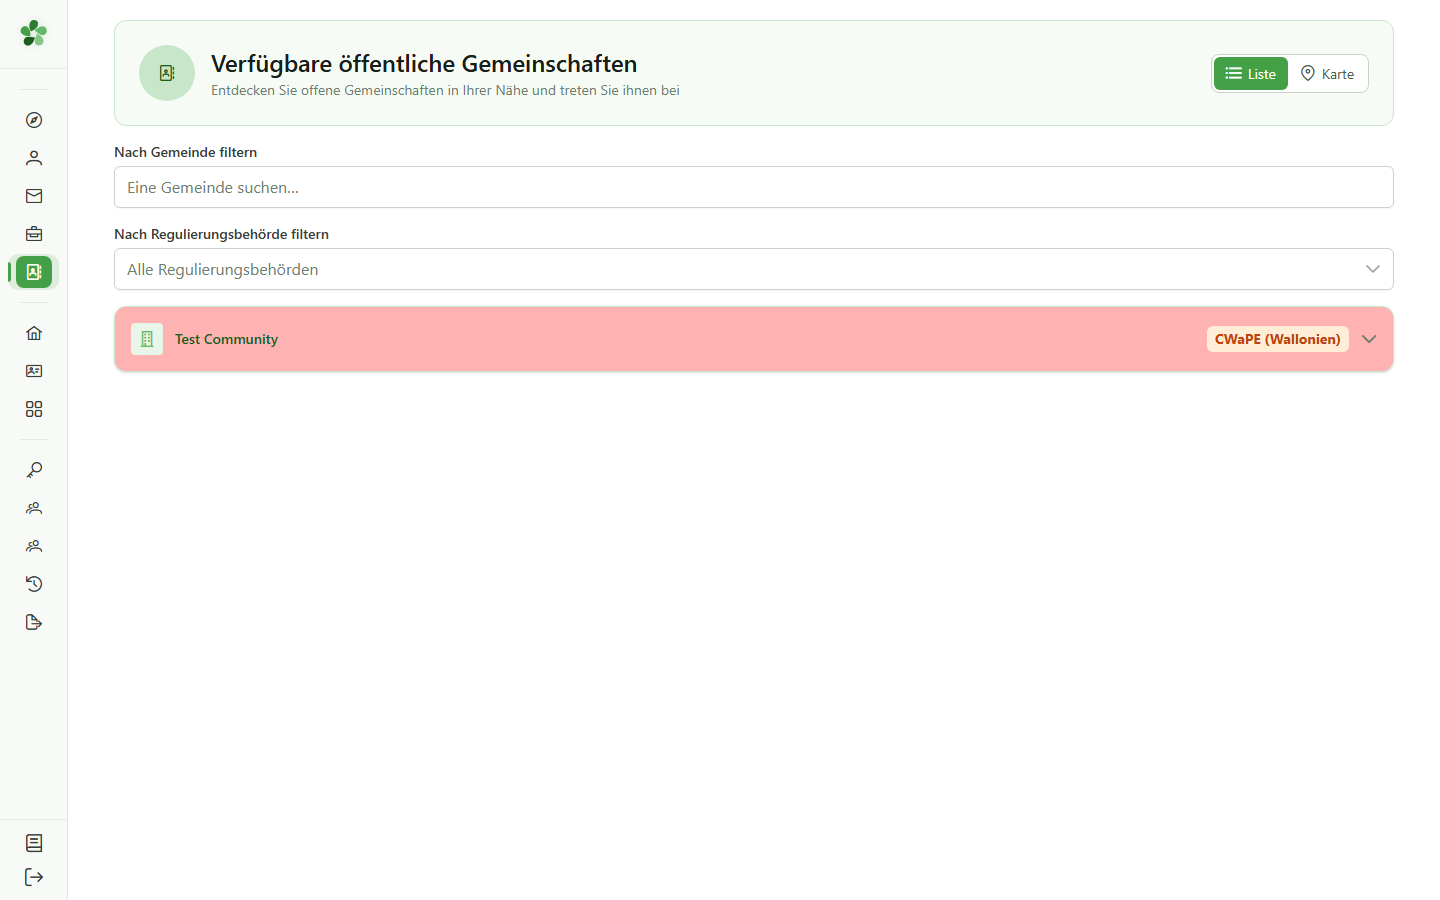 Verfügbare öffentliche Gemeinschaften
Entdecken Sie offene Gemeinschaften in Ihrer Nähe und treten Sie ihnen bei
Liste
Karte
Nach Gemeinde filtern
Eine Gemeinde suchen...
Nach Regulierungsbehörde filtern
Alle Regulierungsbehörden
Test Community
CWaPE (Wallonien)